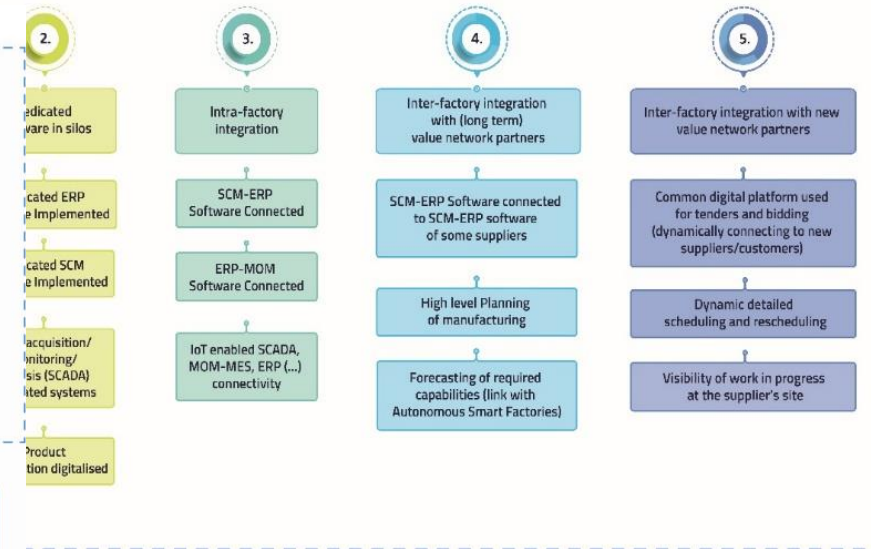 2.
3.
4.
5.
edicated
ware in silos
cated ERP
e Implemented
cated SCM
e Implemented
acquisition/
nitoring/
sis (SCADA)
ted systems
Product
tion digitalised
Intra-factory
integration
SCM-ERP
Software Connected
ERP-MOM
Software Connected
IoT enabled SCADA,
MOM-MES, ERP (...)
connectivity
Inter-factory integration
with (long term)
value network partners
SCM-ERP Software connected
to SCM-ERP software
of some suppliers
High level Planning
of manufacturing
Forecasting of required
capabilities (link with
Autonomous Smart Factories)
Inter-factory integration with new
value network partners
Common digital platform used
for tenders and bidding
(dynamically connecting to new
suppliers/customers)
Dynamic detailed
scheduling and rescheduling
Visibility of work in progress
at the supplier's site